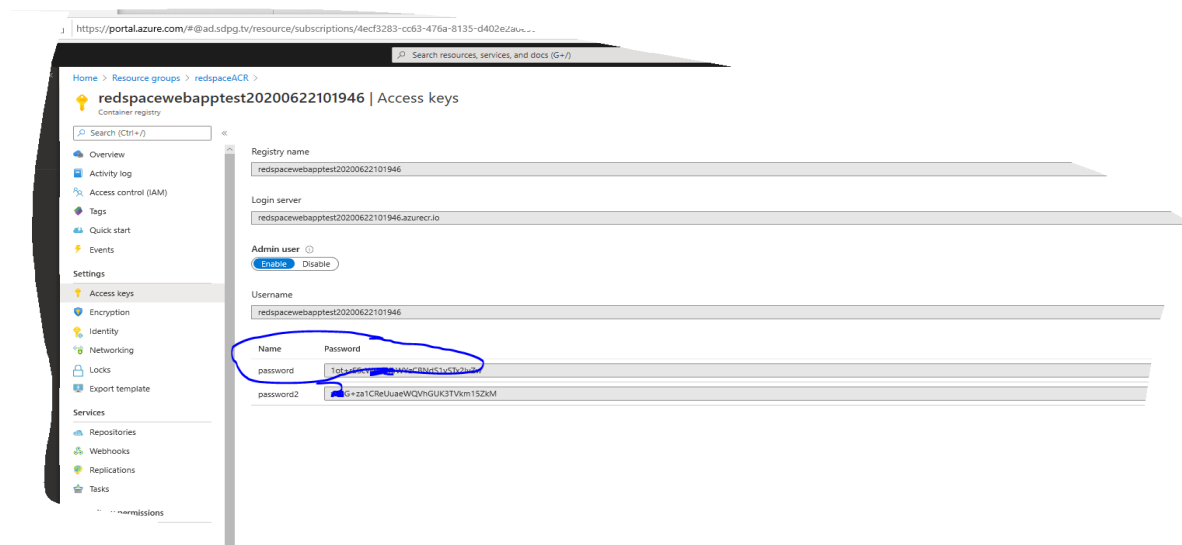 https://portal.azure.com/#@ad.sdpg.tv/resource/subscriptions/4ecf3283-cc63-476a-8135-d402e2a0
Search resources, services, and docs (G+/)
Home > Resource groups > redspaceACR >
redspacewebapptest20200622101946 | Access keys
Container registry
Search (Ctrl+/)
«
Overview
Activity log
Access control (IAM)
Tags
Quick start
Events
Settings
Access keys
Encryption
Identity
Networking
Locks
Export template
Services
Repositories
Webhooks
Replications
Tasks
Registry name
redspacewebapptest20200622101946
Login server
redspacewebapptest20200622101946.azurecr.io
Admin user
Enable Disable
Username
redspacewebapptest20200622101946
Name Password
password
password2 G+za1CReUuaeWQVhGUK3TVkm15ZkM